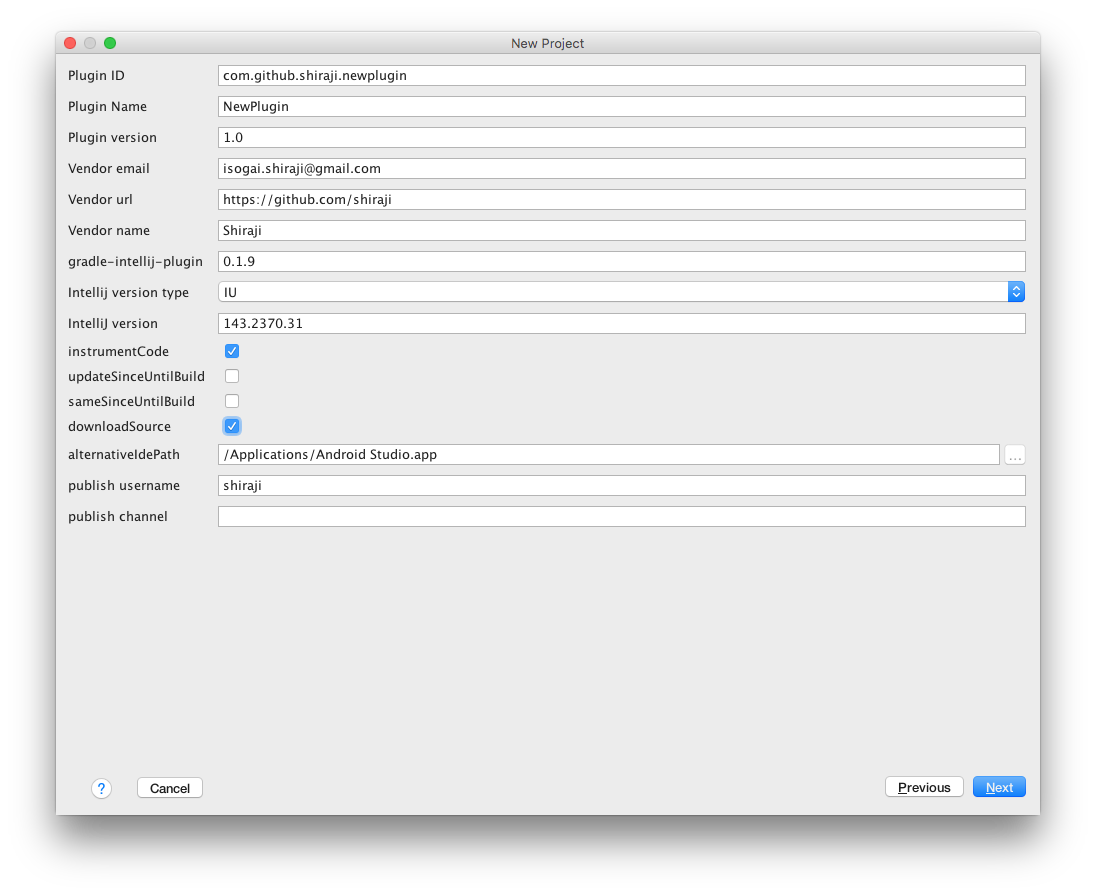 New Project
Plugin ID com.github.shiraji.newplugin
Plugin Name NewPlugin
Plugin version 1.0
Vendor email isogai.shiraji@gmail.com
Vendor url https://github.com/shiraji
Vendor name Shiraji
gradle-intellij-plugin 0.1.9
Intellij version type IU
IntelliJ version 143.2370.31
instrumentCode
updateSinceUntilBuild
sameSinceUntilBuild
downloadSource
alternativeIdePath /Applications/Android Studio.app ...
publish username shiraji
publish channel
? Cancel Previous Next